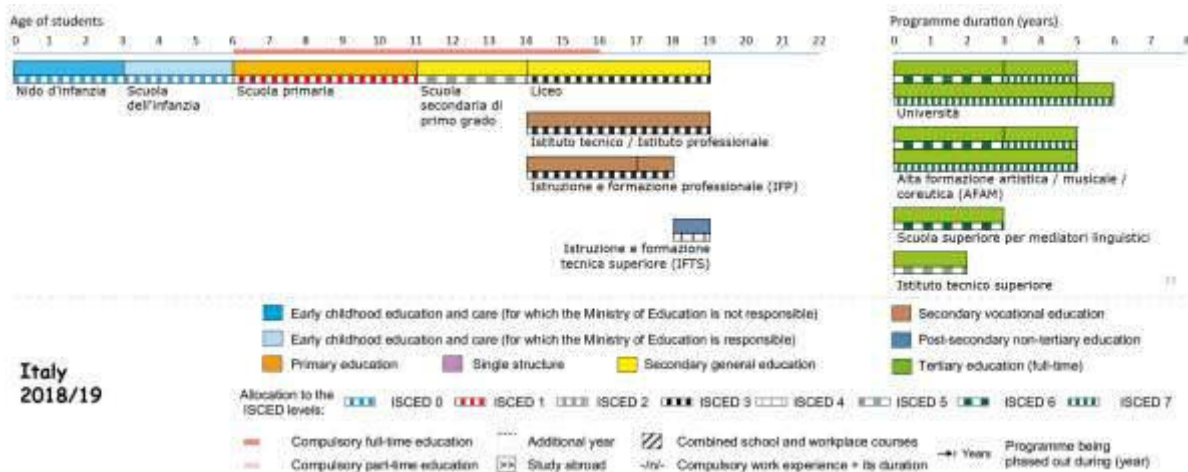 Age of students
0 1 2 3 4 5 6 7 8 9 10 11 12 13 14 15 16 17 18 19 20 21 22
Programme duration (years)
0 1 2 3 4 5 6 7 8
Nido d'infanzia
Scuola
dell'infanzia
Scuola primaria
Scuola
secondaria di
primo grado
Liceo
Istituto tecnico / Istituto professionale
Istruzione e formazione professionale (IFP)
Istruzione e formazione
tecnica superiore (IFTS)
Università
Alta formazione artistica / musicale /
coreutica (AFAM)
Scuola superiore per mediatori linguistici
Istituto tecnico superiore
Italy
2018/19
Early childhood education and care (for which the Ministry of Education is not responsible)
Early childhood education and care (for which the Ministry of Education is responsible)
Primary education Single structure Secondary general education
Secondary vocational education
Post-secondary non-tertiary education
Tertiary education (full-time)
Allocation to the
ISCED levels:
ISCED 0 ISCED 1 ISCED 2 ISCED 3 ISCED 4 ISCED 5 ISCED 6 ISCED 7
Compulsory full-time education Additional year Combined school and workplace courses
Compulsory part-time education >> Study abroad -/n/- Compulsory work experience + its duration
Years
Programme being
phased out during (year)